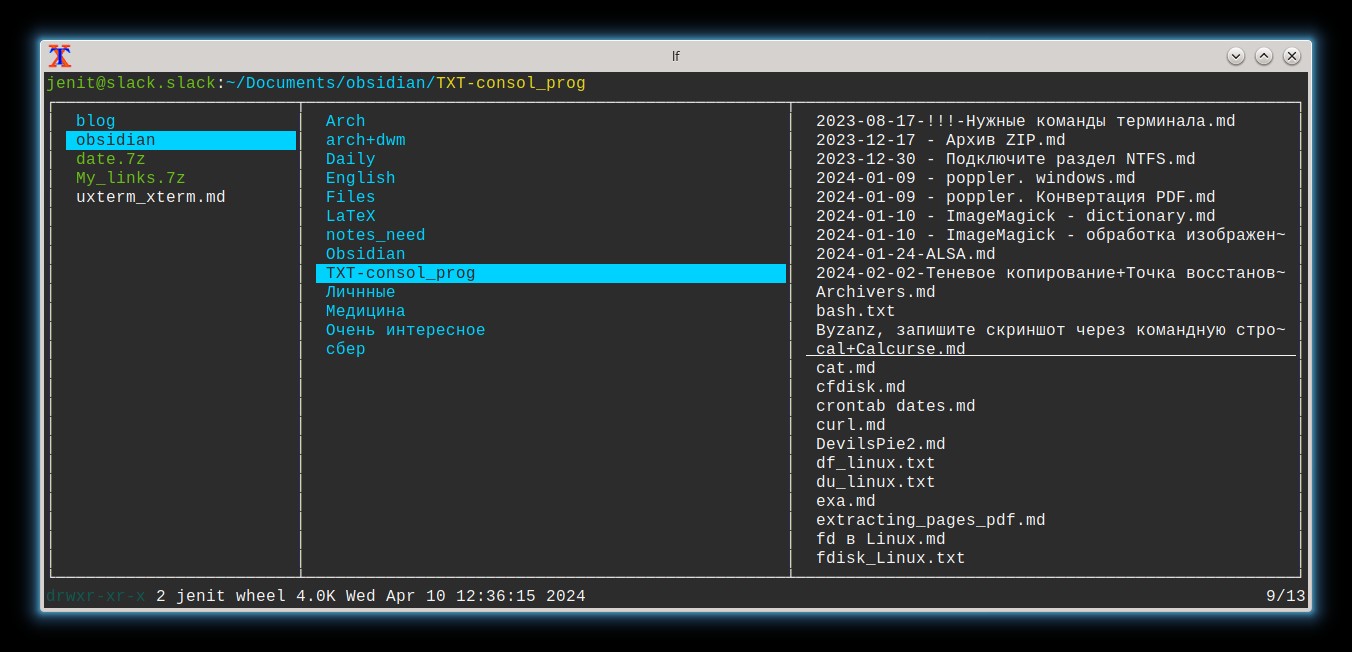 lf
jenit@slack.slack:~/Documents/obsidian/TXT-consol_prog
blog
obsidian
date.7z
My_links.7z
uxterm_xterm.md
Arch
arch+dwm
Daily
English
Files
LaTeX
notes_need
Obsidian
TXT-consol_prog
Личнные
Медицина
Очень интересное
сбер
2023-08-17-!!!-Нужные команды терминала.md
2023-12-17 - Архив ZIP.md
2023-12-30 - Подключите раздел NTFS.md
2024-01-09 - poppler. windows.md
2024-01-09 - poppler. Конвертация PDF.md
2024-01-10 - ImageMagick - dictionary.md
2024-01-10 - ImageMagick - обработка изображен~
2024-01-24-ALSA.md
2024-02-02-Теневое копирование+Точка восстанов~
Archivers.md
bash.txt
Byzanz, запишите скриншот через командную стро~
cal+Calcurse.md
cat.md
cfdisk.md
crontab dates.md
curl.md
DevilsPie2.md
df_linux.txt
du_linux.txt
exa.md
extracting_pages_pdf.md
fd в Linux.md
fdisk_Linux.txt
drwxr-xr-x 2 jenit wheel 4.0K Wed Apr 10 12:36:15 2024
9/13